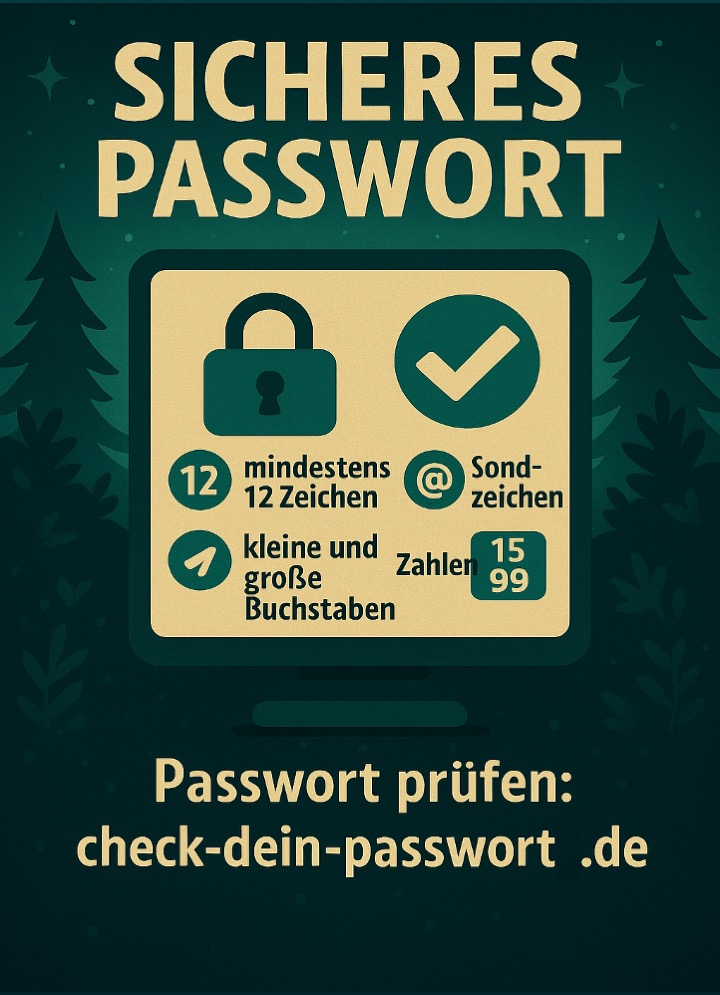 SICHERES
PASSWORT
12
mindestens
12 Zeichen
@
Sond-
zeichen
kleine und
große
Buchstaben
Zahlen
15
99
Passwort prüfen:
check-dein-passwort .de